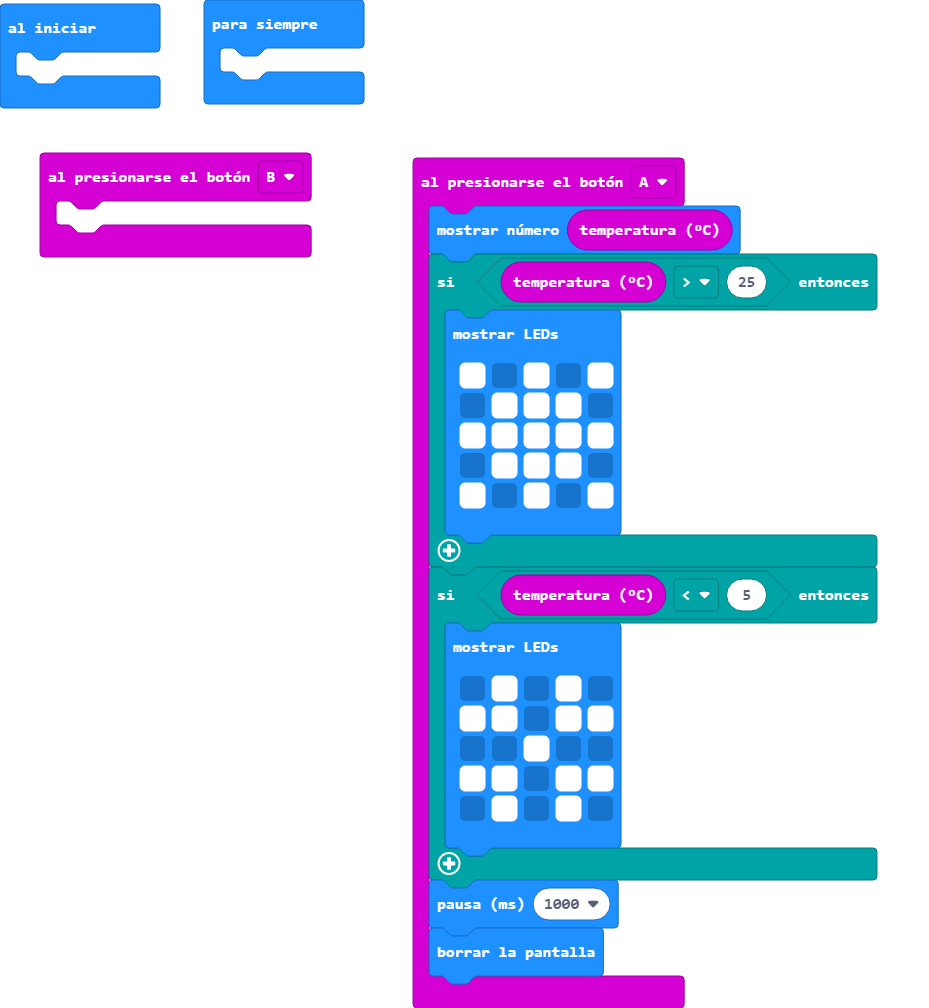 al iniciar
para siempre
al presionarse el botón B
al presionarse el botón A
mostrar número temperatura (ºC)
si temperatura (ºC) > 25 entonces
mostrar LEDs
si temperatura (ºC) < 5 entonces
mostrar LEDs
pausa (ms) 1000
borrar la pantalla